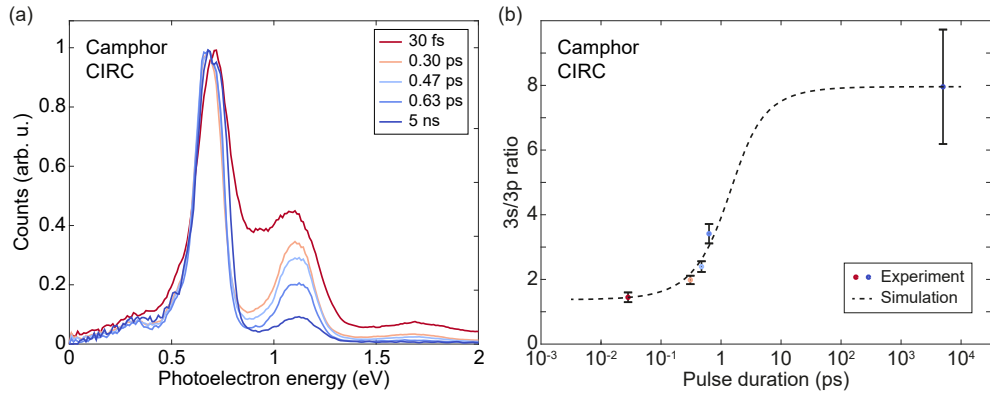 (a)
Camphor
CIRC
30 fs
0.30 ps
0.47 ps
0.63 ps
5 ns
1
0.8
0.6
0.4
0.2
0
Counts (arb. u.)
0 0.5 1 1.5 2
Photoelectron energy (eV)
(b)
Camphor
CIRC
10
8
6
4
2
0
3s/3p ratio
Experiment
Simulation
10⁻³ 10⁻² 10⁻¹ 1 10 10² 10³ 10⁴
Pulse duration (ps)